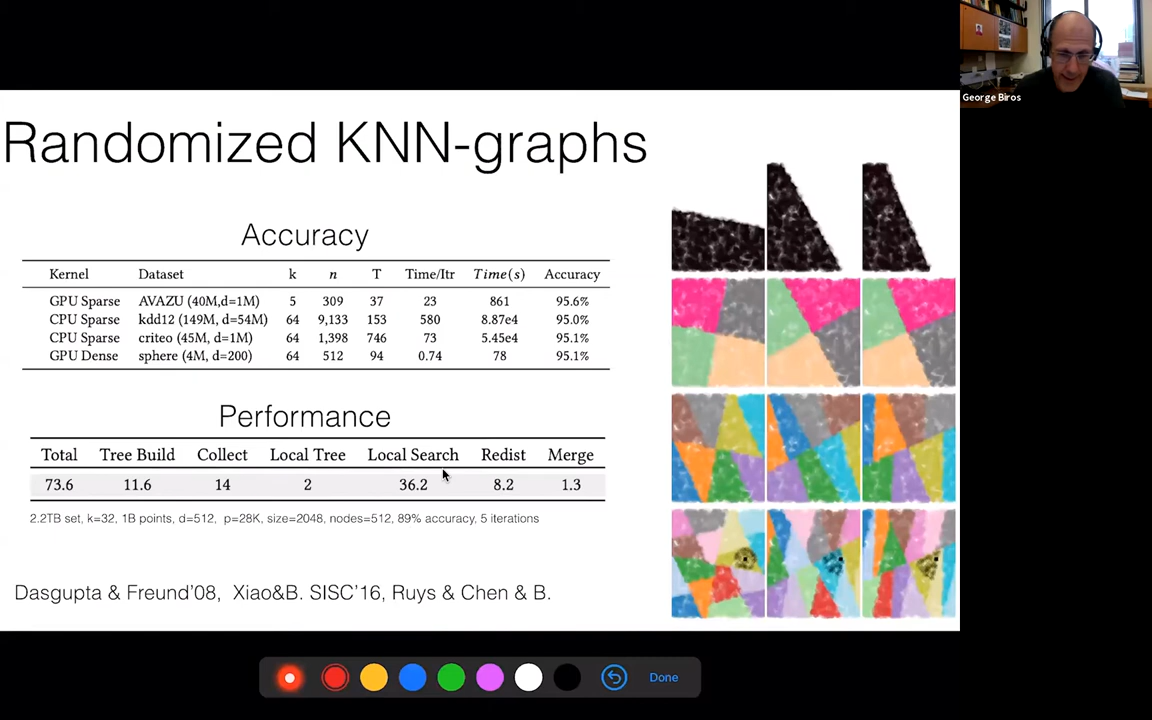 George Biros
Randomized KNN-graphs
Accuracy
Kernel Dataset k n T Time/Itr Time(s) Accuracy
GPU Sparse AVAZU (40M,d=1M) 5 309 37 23 861 95.6%
CPU Sparse kdd12 (149M, d=54M) 64 9,133 153 580 8.87e4 95.0%
CPU Sparse criteo (45M, d=1M) 64 1,398 746 73 5.45e4 95.1%
GPU Dense sphere (4M, d=200) 64 512 94 0.74 78 95.1%
Performance
Total Tree Build Collect Local Tree Local Search Redist Merge
73.6 11.6 14 2 36.2 8.2 1.3
2.2TB set, k=32, 1B points, d=512, p=28K, size=2048, nodes=512, 89% accuracy, 5 iterations
Dasgupta & Freund'08, Xiao&B. SISC'16, Ruys & Chen & B.
Done